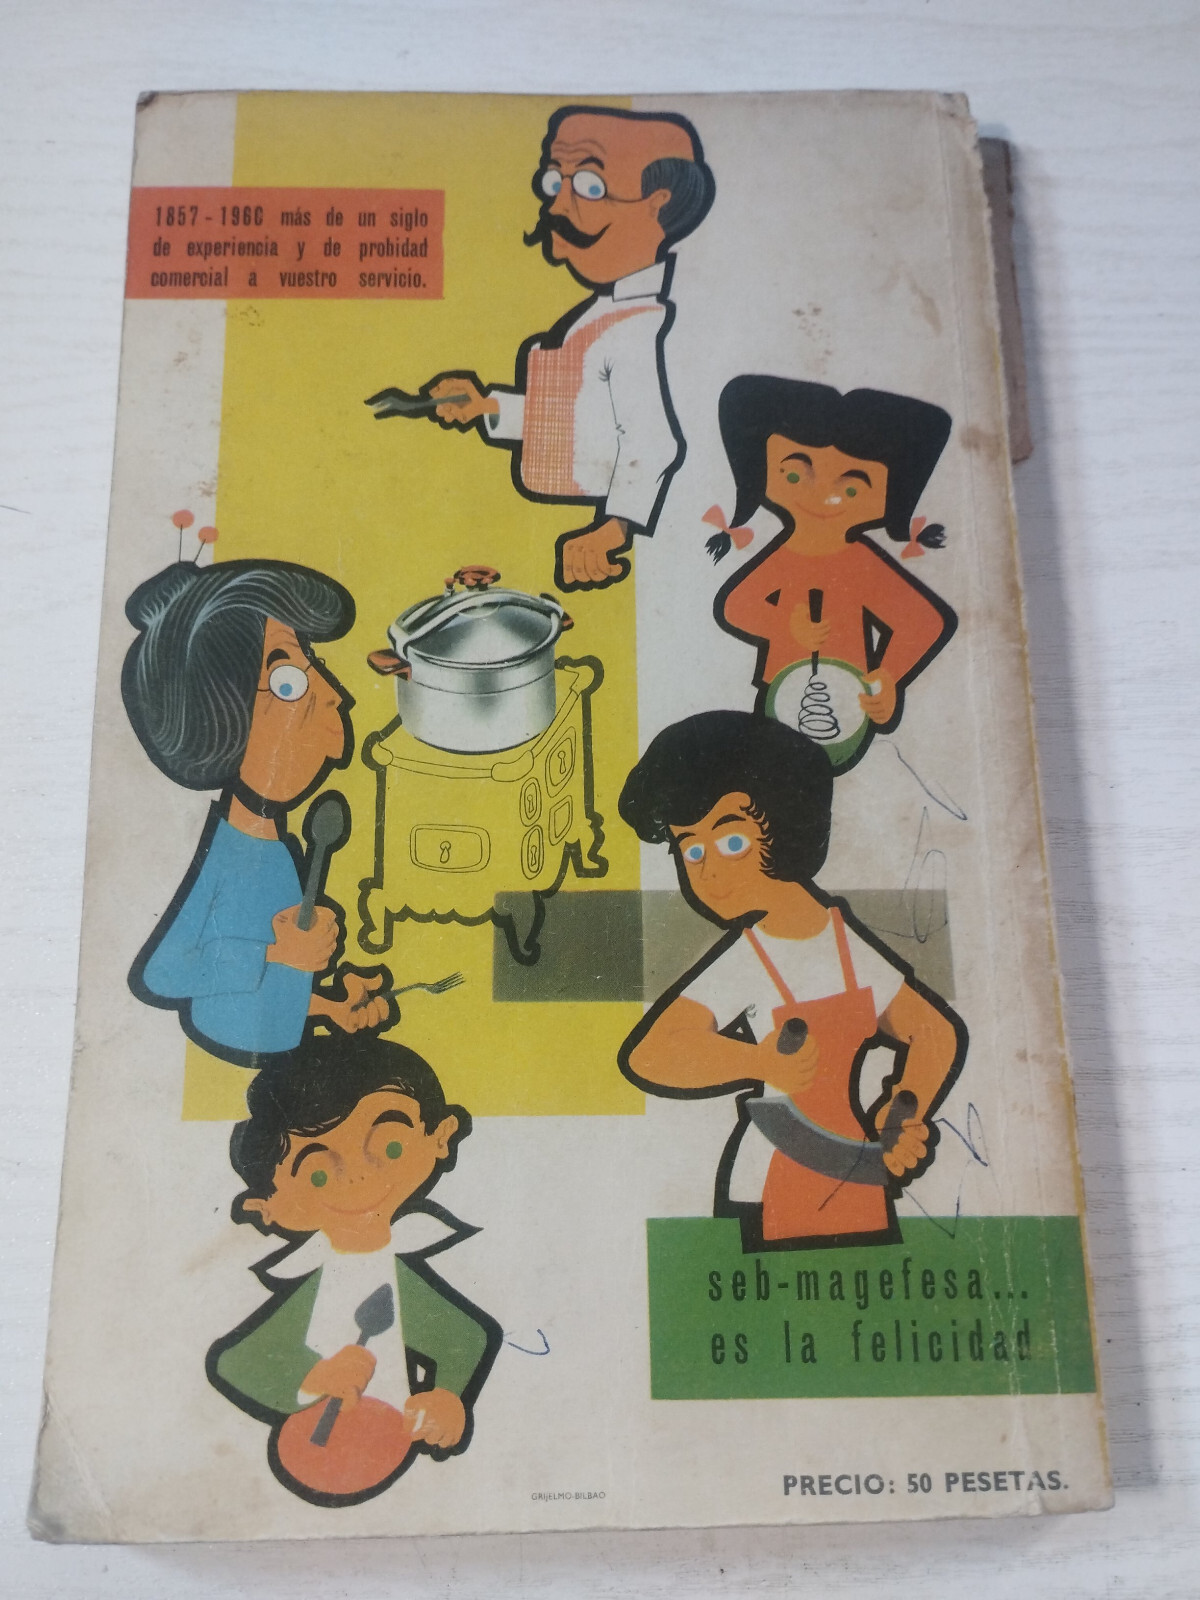 1857 - 1960 más de un siglo
de experiencia y de probidad
comercial a vuestro servicio.
seb-magefesa...
es la felicidad
PRECIO: 50 PESETAS.
GRIJELMO-BILBAO